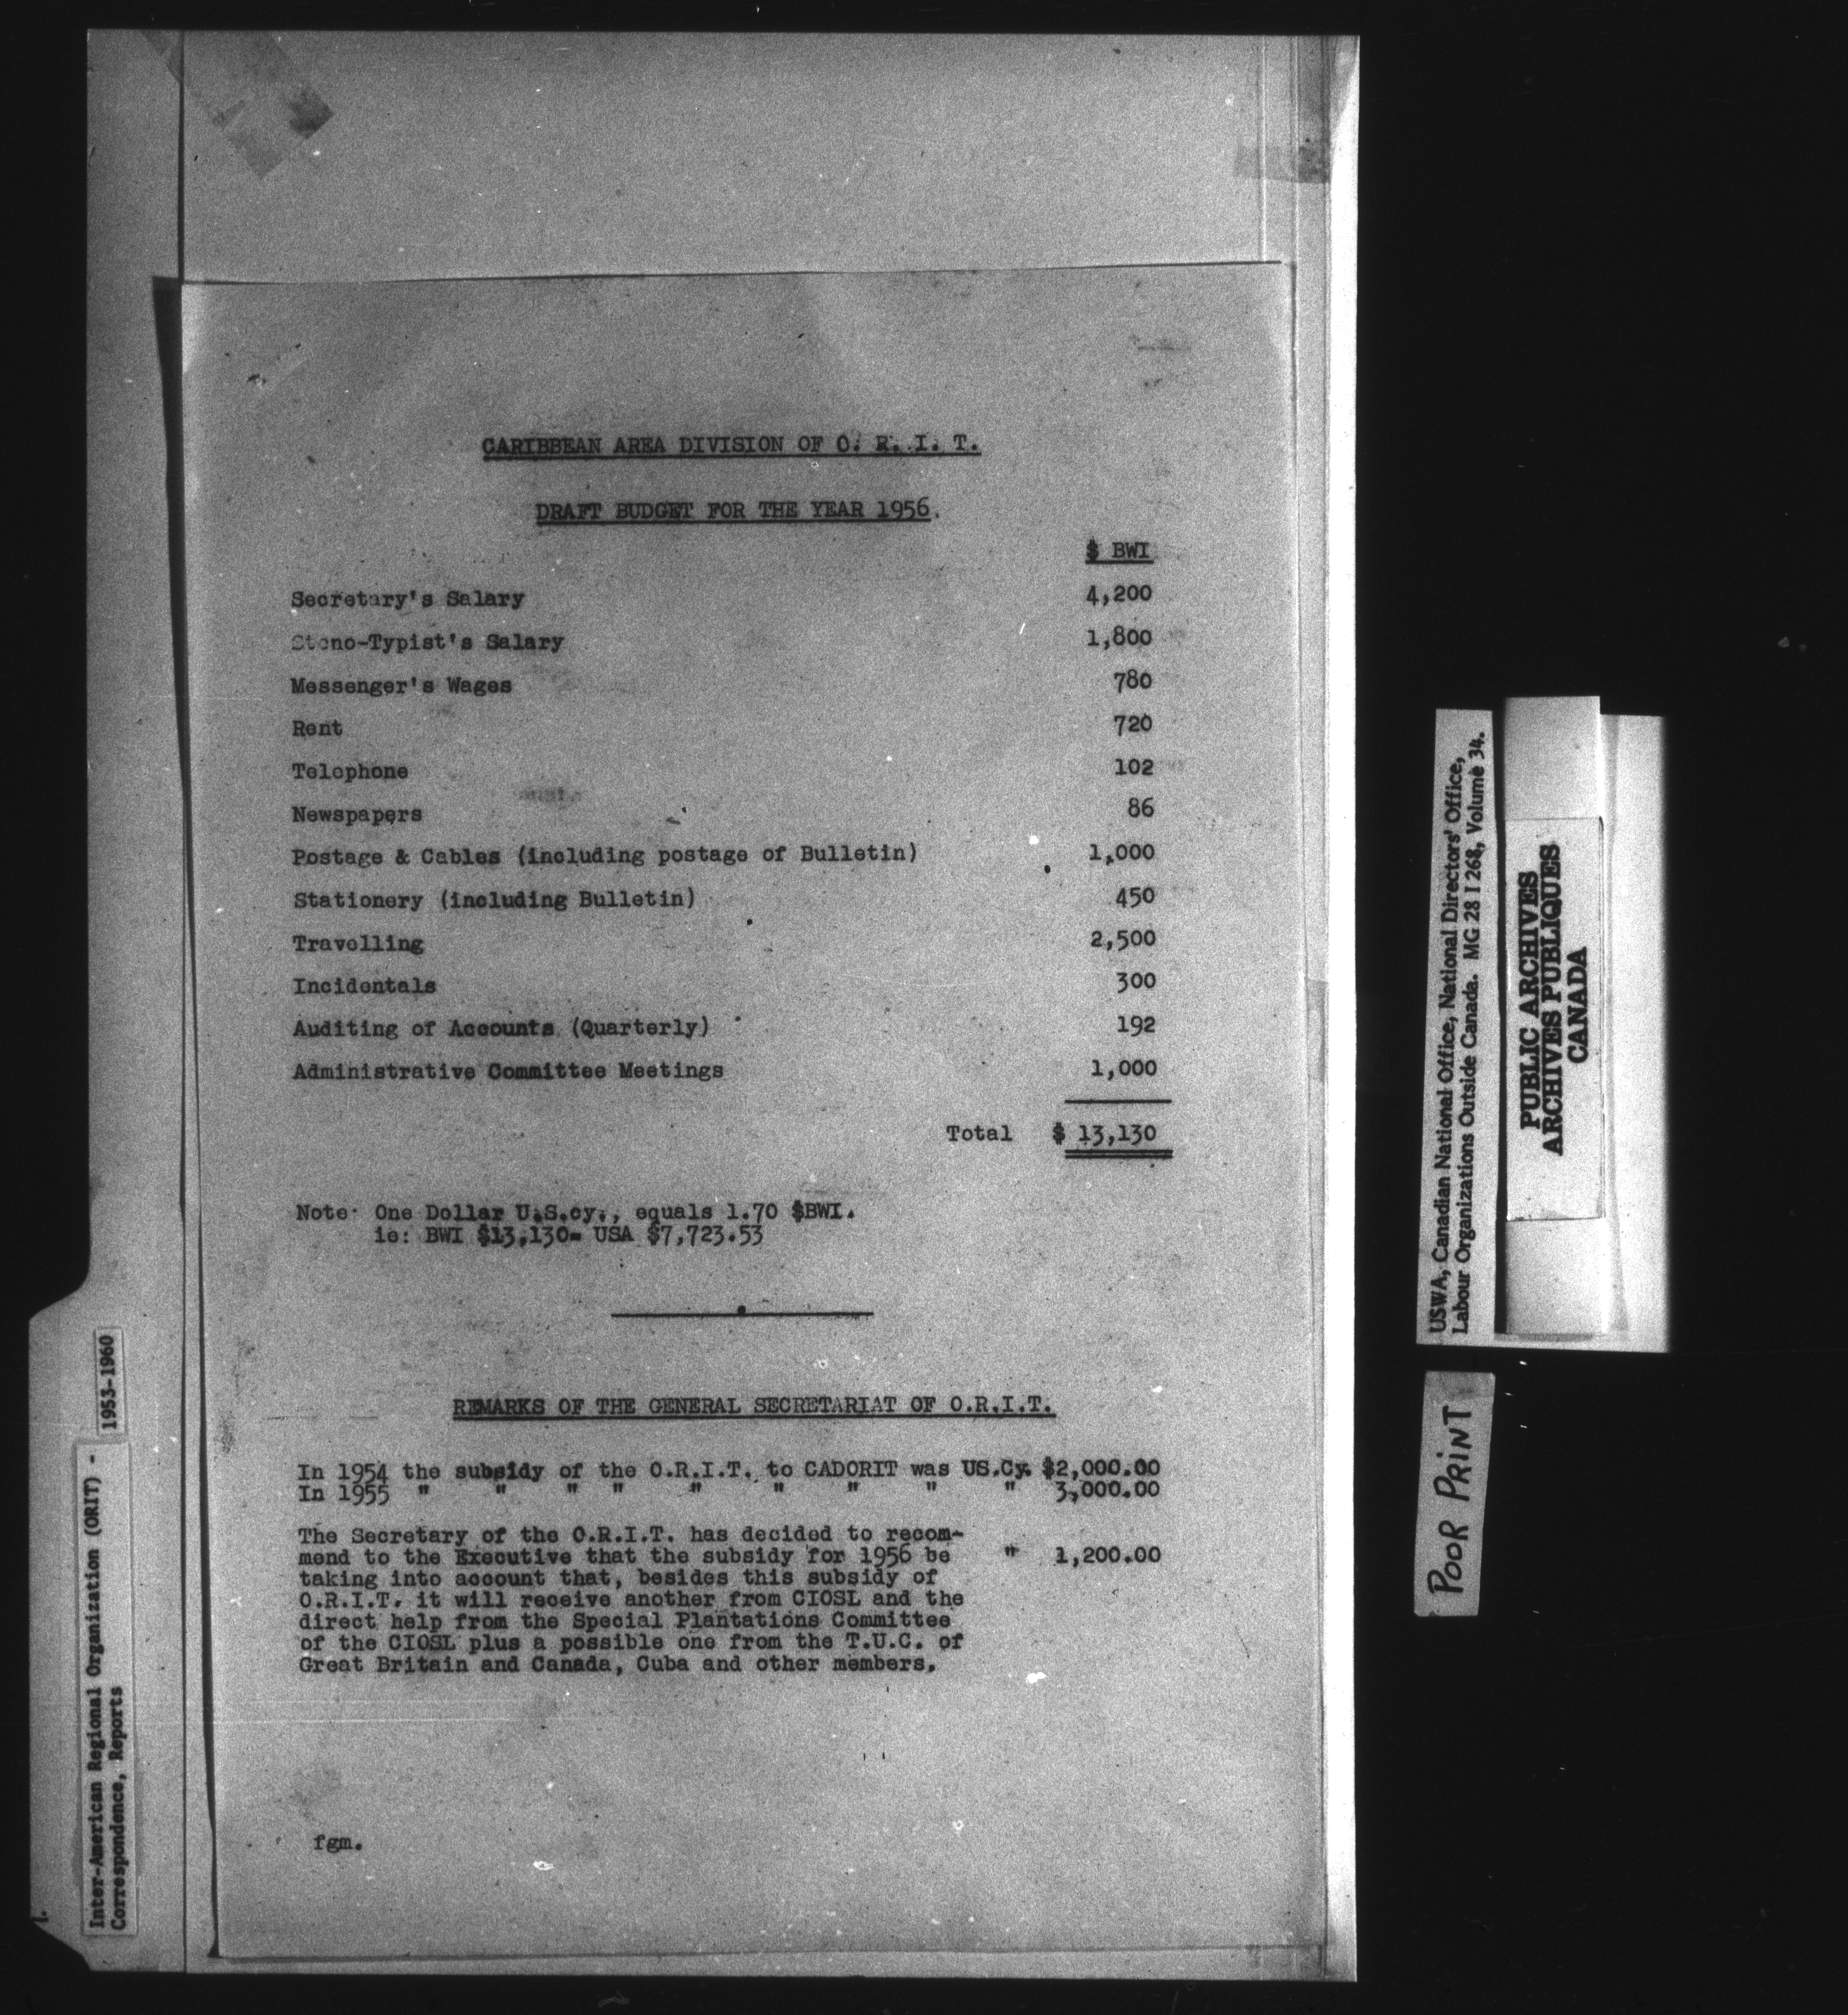 CARIBBEAN AREA DIVISION OF O. R. I. T.
DRAFT BUDGET FOR THE YEAR 1956.
$ BWI
Secretary's Salary 4,200
Steno-Typist's Salary 1,800
Messenger's Wages 780
Rent 720
Telephone 102
Newspapers 86
Postage & Cables (including postage of Bulletin) 1,000
Stationery (including Bulletin) 450
Travelling 2,500
Incidentals 300
Auditing of Accounts (Quarterly) 192
Administrative Committee Meetings 1,000
Total $ 13,130
Note· One Dollar U.S.cy., equals 1.70 $BWI.
ie: BWI $13,130= USA $7,723.53
REMARKS OF THE GENERAL SECRETARIAT OF O.R.I.T.
In 1954 the subsidy of the O.R.I.T. to CADORIT was US.Cy. $2,000.00
In 1955 " " " " " " " " " 3,000.00
The Secretary of the O.R.I.T. has decided to recom-
mend to the Executive that the subsidy for 1956 be " 1,200.00
taking into account that, besides this subsidy of
O.R.I.T. it will receive another from CIOSL and the
direct help from the Special Plantations Committee
of the CIOSL plus a possible one from the T.U.C. of
Great Britain and Canada, Cuba and other members.
fgm.
Inter-American Regional Organization (ORIT) - 1953-1960
Correspondence, Reports
1.
USWA, Canadian National Office, National Directors' Office,
Labour Organizations Outside Canada. MG 28 I 268, Volume 34.
PUBLIC ARCHIVES
ARCHIVES PUBLIQUES
CANADA
POOR PRINT